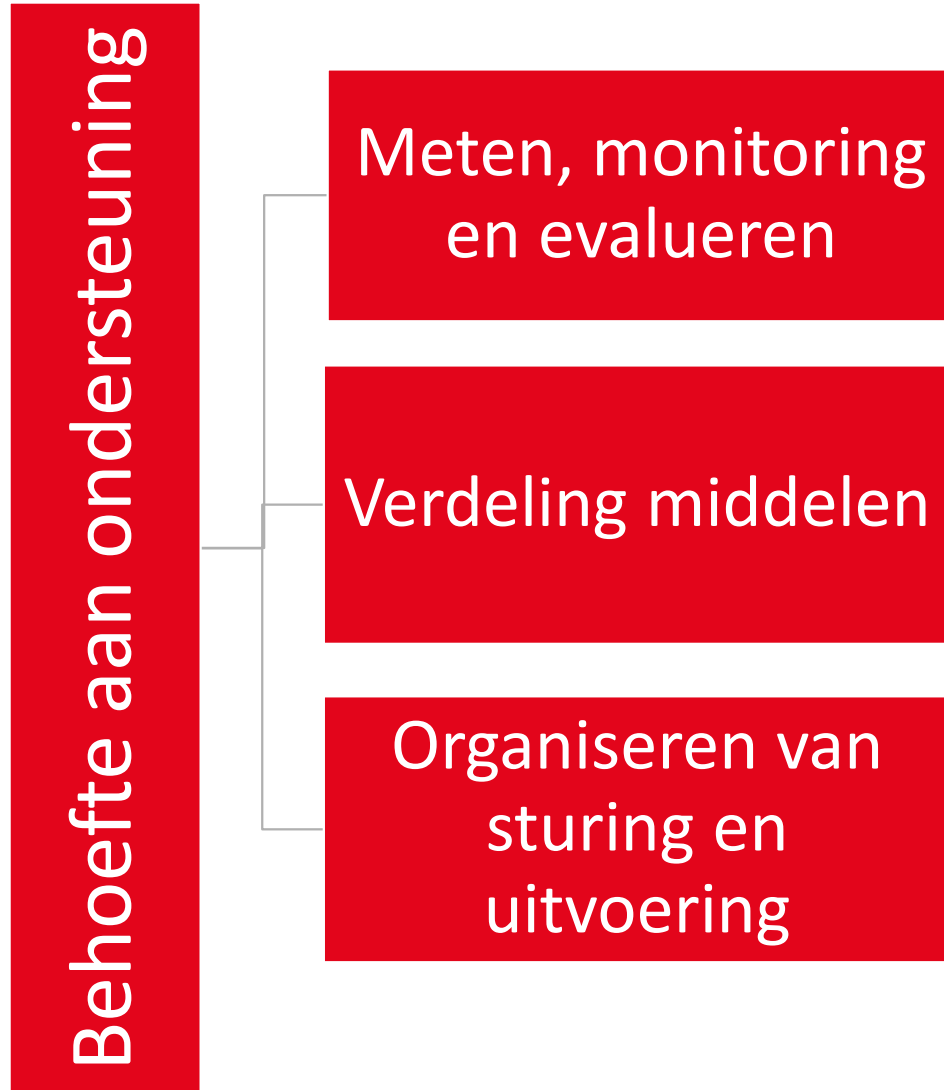 Behoefte aan ondersteuning
Meten, monitoring
en evalueren
Verdeling middelen
Organiseren van
sturing en
uitvoering